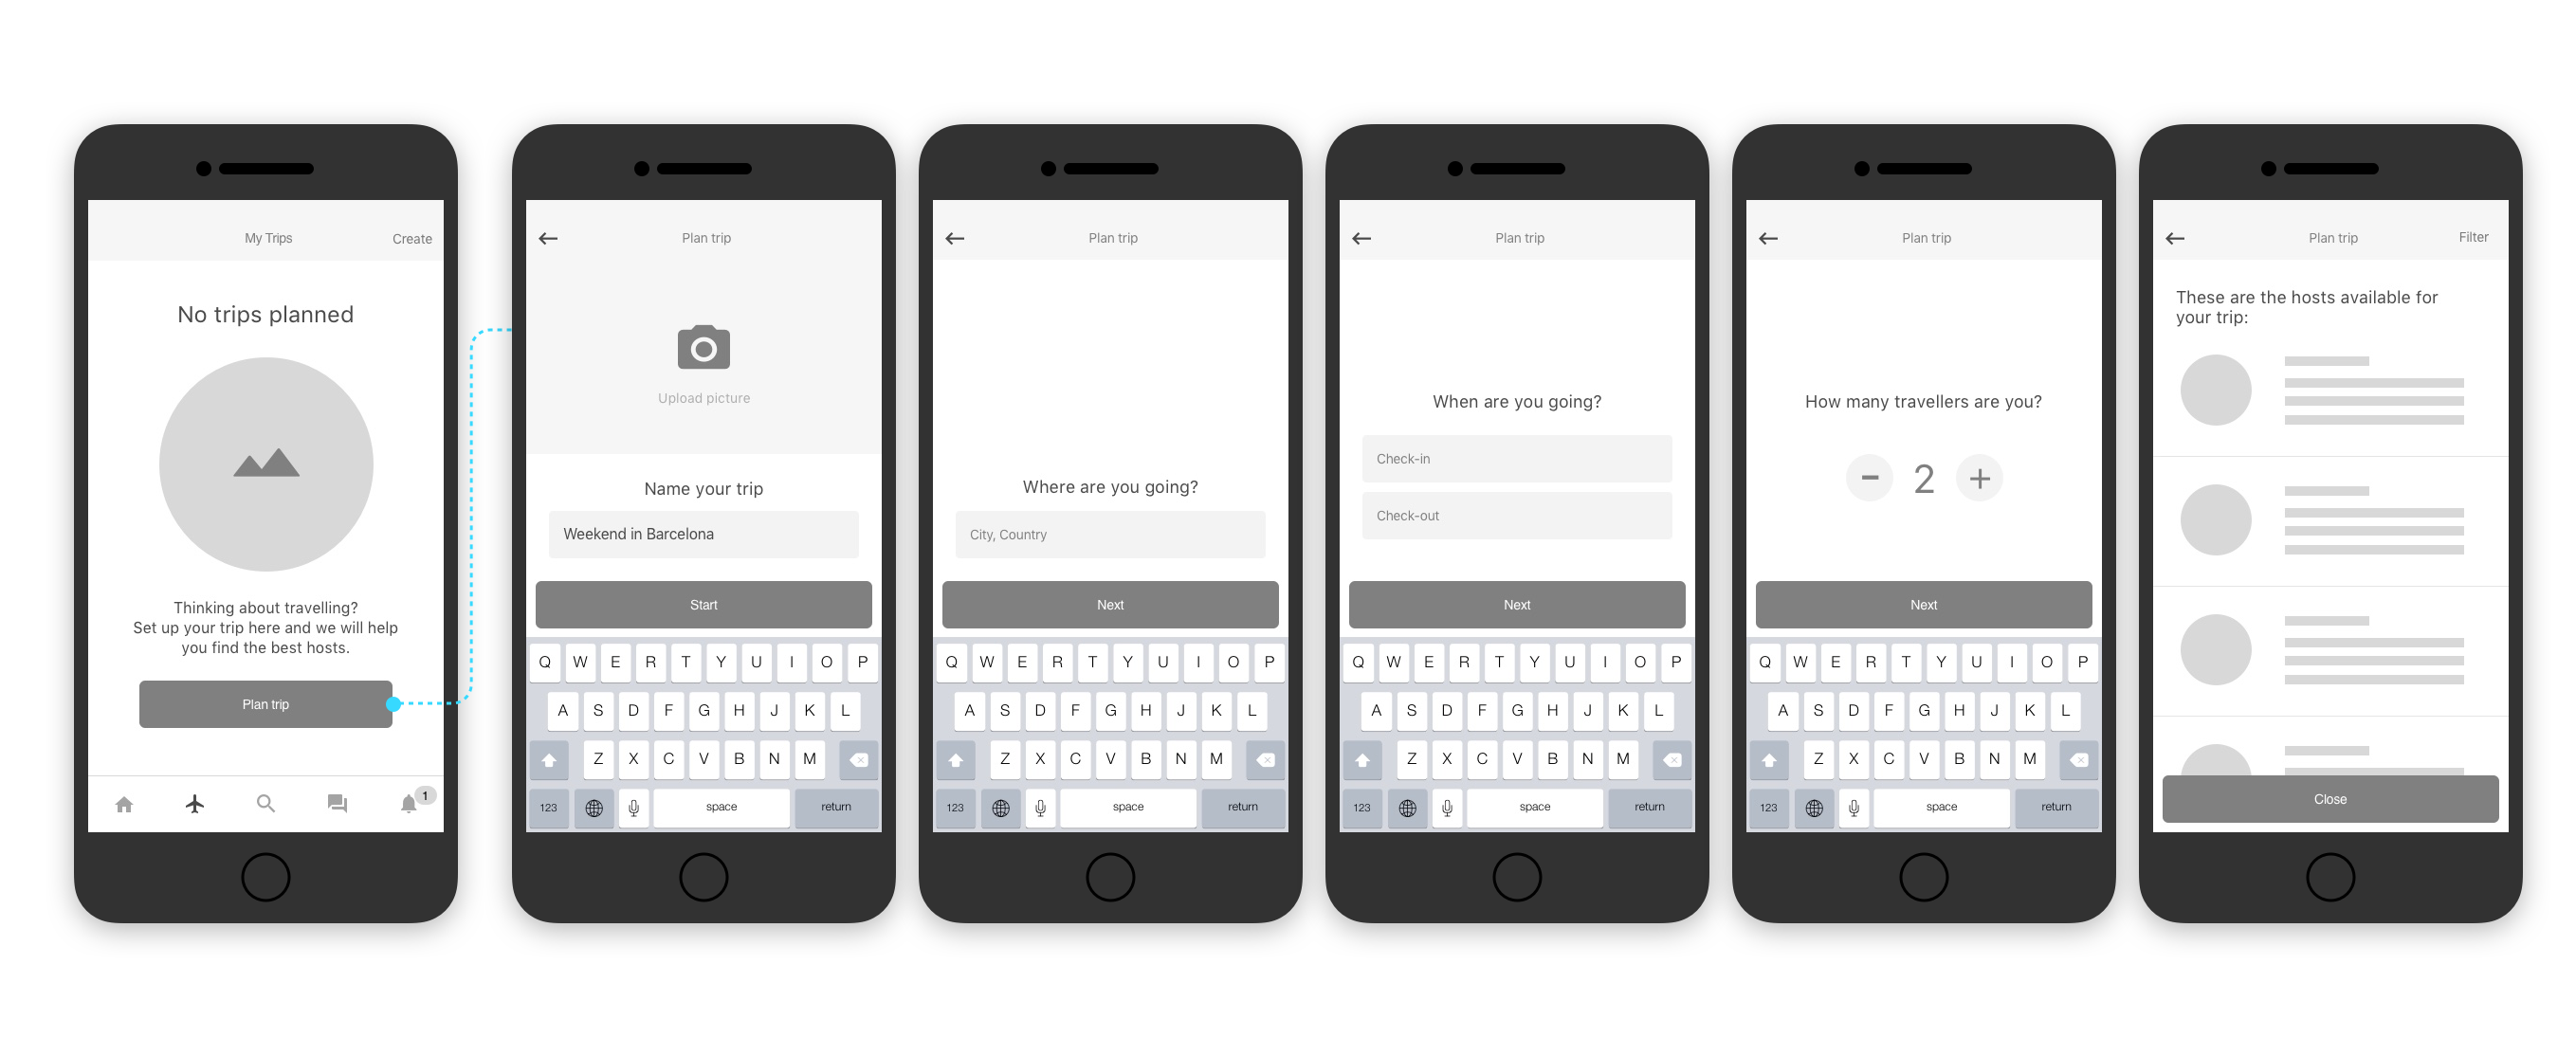 My Trips
Create
No trips planned
Thinking about travelling?
Set up your trip here and we will help
you find the best hosts.
Plan trip
1
Plan trip
Upload picture
Name your trip
Weekend in Barcelona
Start
Q W E R T Y U I O P
A S D F G H J K L
Z X C V B N M
123 space return
Plan trip
Where are you going?
City, Country
Next
Q W E R T Y U I O P
A S D F G H J K L
Z X C V B N M
123 space return
Plan trip
When are you going?
Check-in
Check-out
Next
Q W E R T Y U I O P
A S D F G H J K L
Z X C V B N M
123 space return
Plan trip
How many travellers are you?
- 2 +
Next
Q W E R T Y U I O P
A S D F G H J K L
Z X C V B N M
123 space return
Plan trip
Filter
These are the hosts available for
your trip:
Close